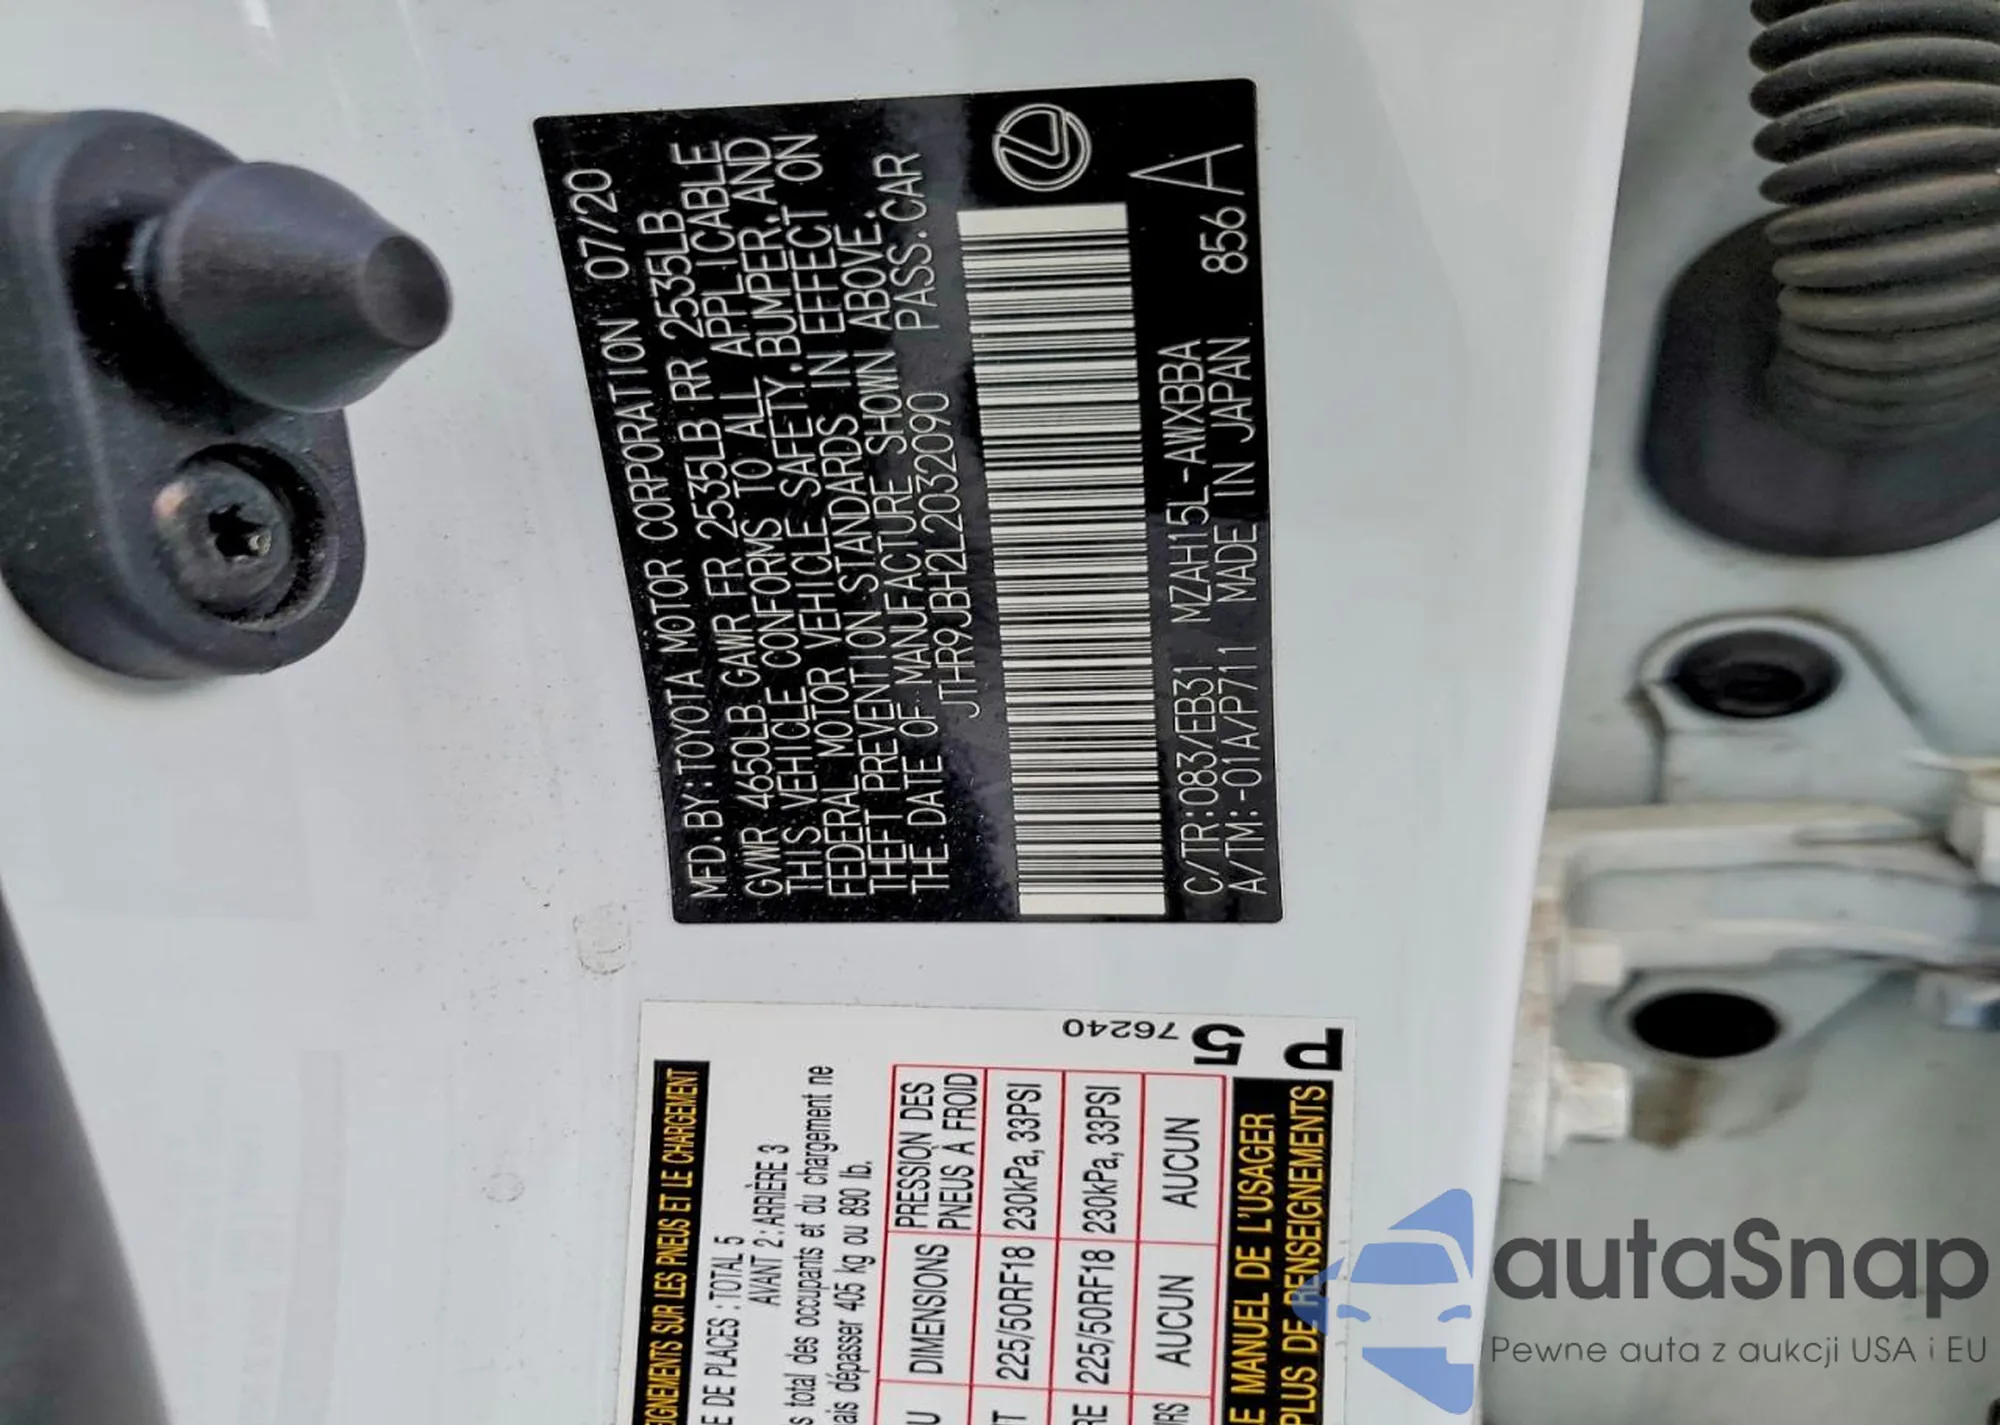 MFD.BY:TOYOTA MOTOR CORPORATION 07/20
GVWR 4650LB GAWR FR 2535LB RR 2535LB
THIS VEHICLE CONFORMS TO ALL APPLICABLE
FEDERAL MOTOR VEHICLE SAFETY,BUMPER,AND
THEFT PREVENTION STANDARDS IN EFFECT ON
THE DATE OF MANUFACTURE SHOWN ABOVE.
JTHR9JBH2L2032090 PASS.CAR
C/TR:083/EB31 MZAH15L-AWXBBA
A/TM:-01A/P711 MADE IN JAPAN 856 A
SUR LES PNEUS ET LE CHARGEMENT
DE PLACES : TOTAL 5
AVANT 2 : ARRIÈRE 3
total des occupants et du chargement ne
dépasser 405 kg ou 890 lb.
DIMENSIONS PRESSION DES
PNEUS À FROID
225/50RF18 230kPa, 33PSI
225/50RF18 230kPa, 33PSI
AUCUN AUCUN
MANUEL DE L'USAGER
PLUS DE RENSEIGNEMENTS
76240
5
P
autaSnap
Pewne auta z aukcji USA i EU